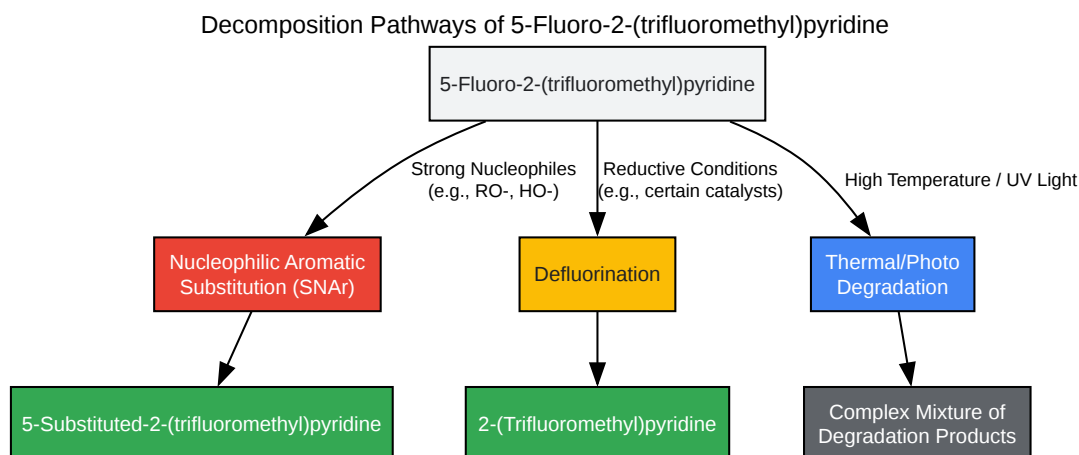 Decomposition Pathways of 5-Fluoro-2-(trifluoromethyl)pyridine
5-Fluoro-2-(trifluoromethyl)pyridine
Strong Nucleophiles
(e.g., RO-, HO-)
Reductive Conditions
(e.g., certain catalysts)
High Temperature / UV Light
Nucleophilic Aromatic
Substitution (SNAr)
Defluorination
Thermal/Photo
Degradation
5-Substituted-2-(trifluoromethyl)pyridine
2-(Trifluoromethyl)pyridine
Complex Mixture of
Degradation Products